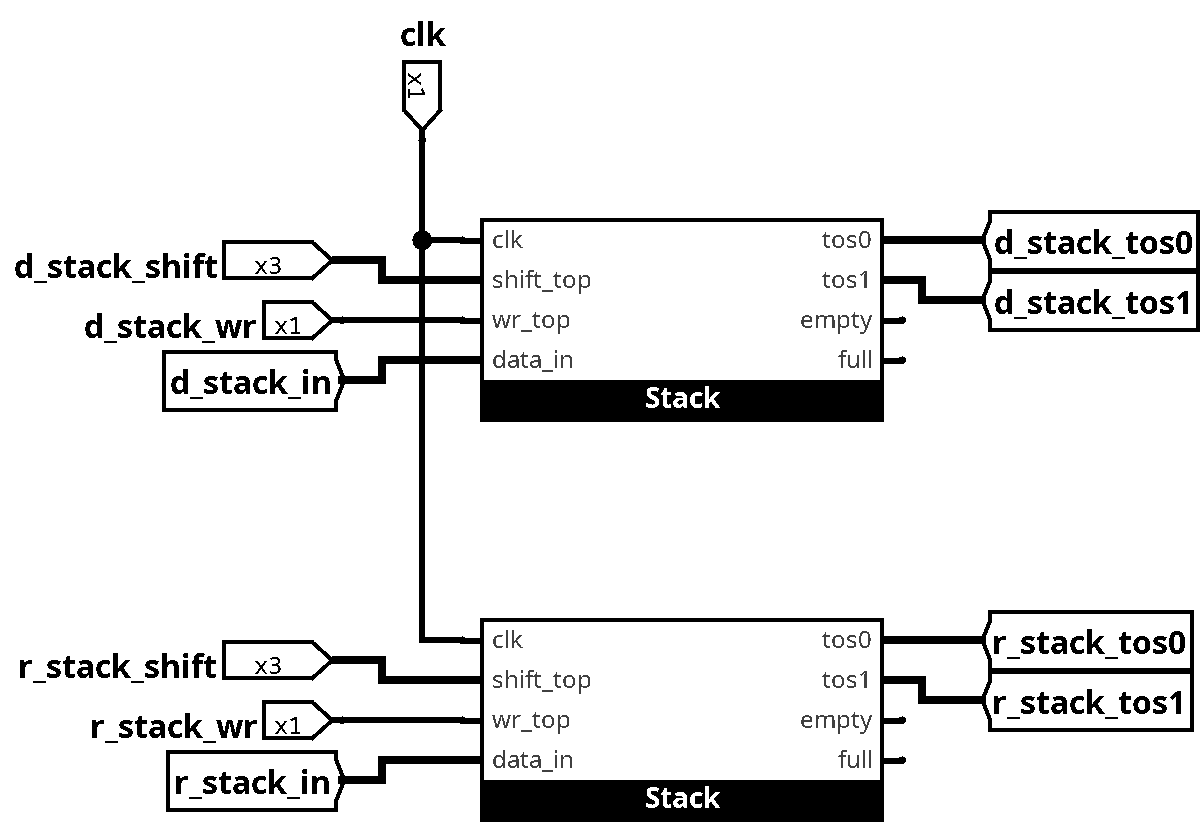 clk
x1
d_stack_shift x3
d_stack_wr x1
d_stack_in
clk tos0
shift_top tos1
wr_top empty
data_in full
Stack
d_stack_tos0
d_stack_tos1
r_stack_shift x3
r_stack_wr x1
r_stack_in
clk tos0
shift_top tos1
wr_top empty
data_in full
Stack
r_stack_tos0
r_stack_tos1